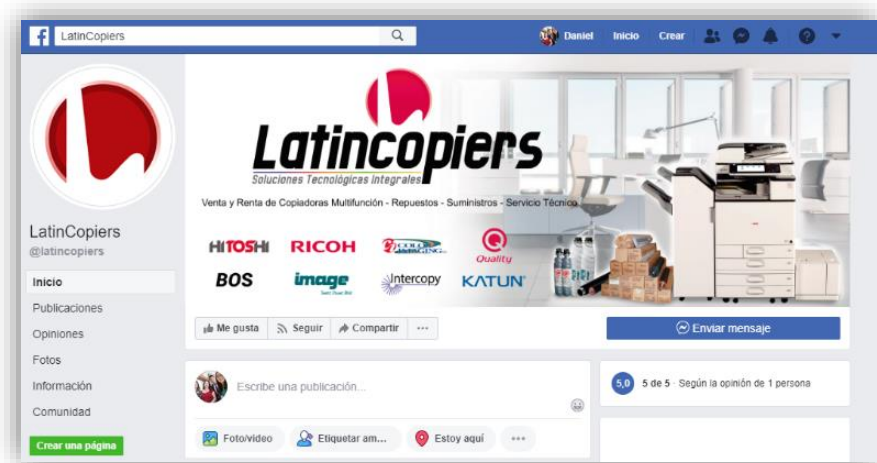 LatinCopiers
Daniel Inicio Crear
Latincopiers
Soluciones Tecnológicas Integrales
Venta y Renta de Copiadoras Multifunción - Repuestos - Suministros - Servicio Técnico
HITOSHI RICOH COLOR IMAGING Quality
BOS image Intercopy KATUN
LatinCopiers
@latincopiers
Inicio
Publicaciones
Opiniones
Fotos
Información
Comunidad
Crear una página
Me gusta Seguir Compartir ...
Enviar mensaje
Escribe una publicación...
Foto/video Etiquetar am... Estoy aquí ...
5,0 5 de 5 · Según la opinión de 1 persona